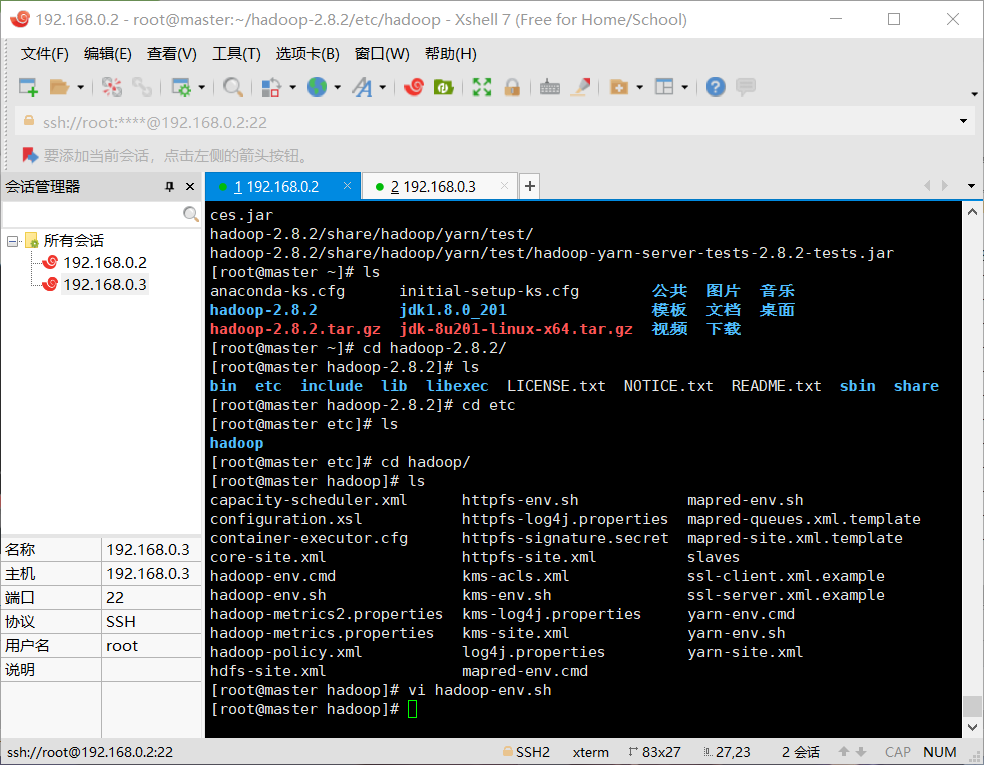 192.168.0.2 - root@master:~/hadoop-2.8.2/etc/hadoop - Xshell 7 (Free for Home/School)
文件(F) 编辑(E) 查看(V) 工具(T) 选项卡(B) 窗口(W) 帮助(H)
ssh://root:****@192.168.0.2:22
要添加当前会话，点击左侧的箭头按钮。
会话管理器
1 192.168.0.2 × 2 192.168.0.3 × +
所有会话
192.168.0.2
192.168.0.3
名称 192.168.0.3
主机 192.168.0.3
端口 22
协议 SSH
用户名 root
说明
ces.jar
hadoop-2.8.2/share/hadoop/yarn/test/
hadoop-2.8.2/share/hadoop/yarn/test/hadoop-yarn-server-tests-2.8.2-tests.jar
[root@master ~]# ls
anaconda-ks.cfg initial-setup-ks.cfg 公共 图片 音乐
hadoop-2.8.2 jdk1.8.0_201 模板 文档 桌面
hadoop-2.8.2.tar.gz jdk-8u201-linux-x64.tar.gz 视频 下载
[root@master ~]# cd hadoop-2.8.2/
[root@master hadoop-2.8.2]# ls
bin etc include lib libexec LICENSE.txt NOTICE.txt README.txt sbin share
[root@master hadoop-2.8.2]# cd etc
[root@master etc]# ls
hadoop
[root@master etc]# cd hadoop/
[root@master hadoop]# ls
capacity-scheduler.xml httpfs-env.sh mapred-env.sh
configuration.xsl httpfs-log4j.properties mapred-queues.xml.template
container-executor.cfg httpfs-signature.secret mapred-site.xml.template
core-site.xml httpfs-site.xml slaves
hadoop-env.cmd kms-acls.xml ssl-client.xml.example
hadoop-env.sh kms-env.sh ssl-server.xml.example
hadoop-metrics2.properties kms-log4j.properties yarn-env.cmd
hadoop-metrics.properties kms-site.xml yarn-env.sh
hadoop-policy.xml log4j.properties yarn-site.xml
hdfs-site.xml mapred-env.cmd
[root@master hadoop]# vi hadoop-env.sh
[root@master hadoop]#
ssh://root@192.168.0.2:22 SSH2 xterm 83x27 27,23 2 会话 CAP NUM